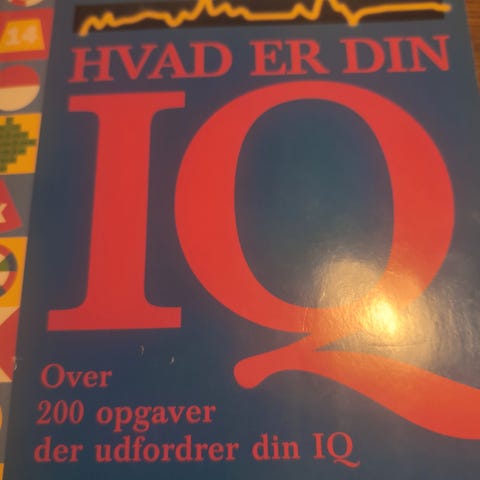 14
HVAD ER DIN
IQ
Over
200 opgaver
der udfordrer din IQ